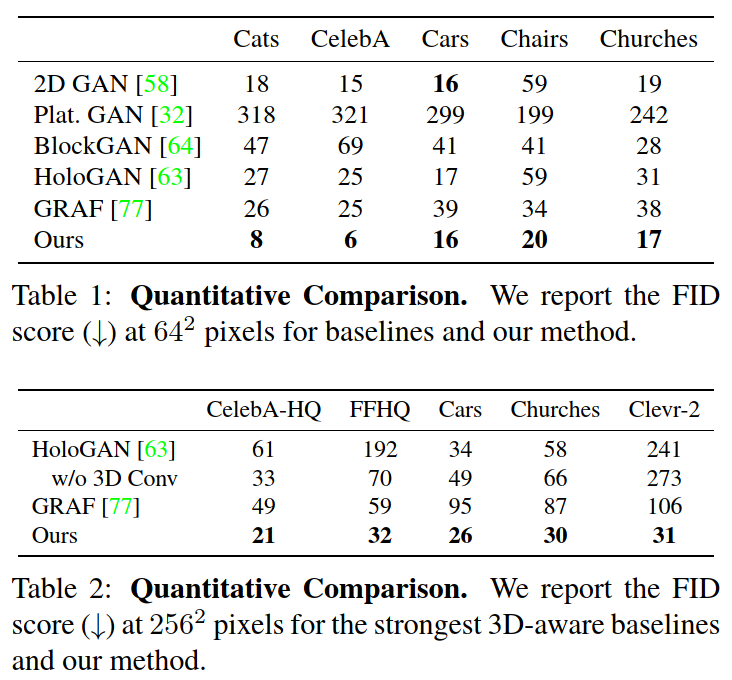 Cats CelebA Cars Chairs Churches
2D GAN [58] 18 15 16 59 19
Plat. GAN [32] 318 321 299 199 242
BlockGAN [64] 47 69 41 41 28
HoloGAN [63] 27 25 17 59 31
GRAF [77] 26 25 39 34 38
Ours 8 6 16 20 17
Table 1: Quantitative Comparison. We report the FID
score (↓) at 64² pixels for baselines and our method.
CelebA-HQ FFHQ Cars Churches Clevr-2
HoloGAN [63] 61 192 34 58 241
w/o 3D Conv 33 70 49 66 273
GRAF [77] 49 59 95 87 106
Ours 21 32 26 30 31
Table 2: Quantitative Comparison. We report the FID
score (↓) at 256² pixels for the strongest 3D-aware baselines
and our method.